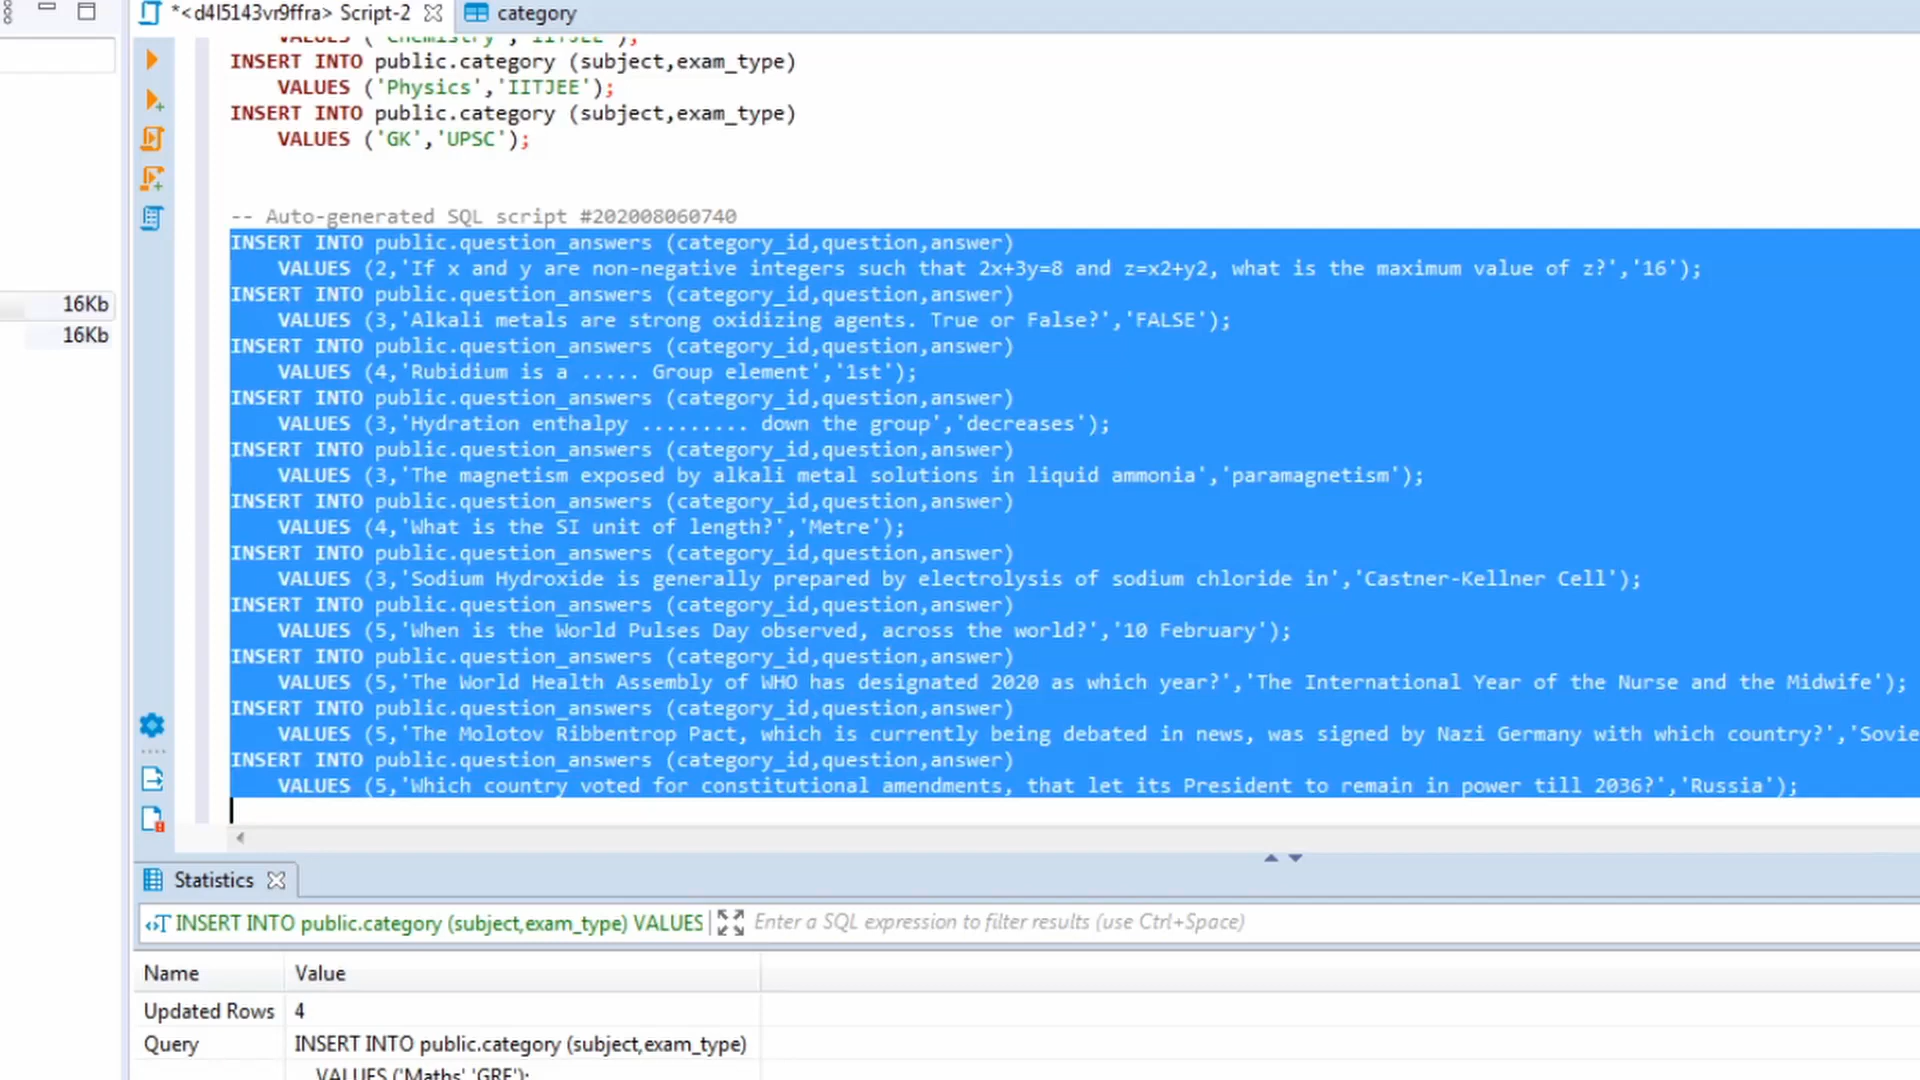 *<d4l5143vr9ffra> Script-2
category
VALUES ('Chemistry','IITJEE');
INSERT INTO public.category (subject,exam_type)
VALUES ('Physics','IITJEE');
INSERT INTO public.category (subject,exam_type)
VALUES ('GK','UPSC');
-- Auto-generated SQL script #202008060740
INSERT INTO public.question_answers (category_id,question,answer)
VALUES (2,'If x and y are non-negative integers such that 2x+3y=8 and z=x2+y2, what is the maximum value of z?','16');
INSERT INTO public.question_answers (category_id,question,answer)
VALUES (3,'Alkali metals are strong oxidizing agents. True or False?','FALSE');
INSERT INTO public.question_answers (category_id,question,answer)
VALUES (4,'Rubidium is a ..... Group element','1st');
INSERT INTO public.question_answers (category_id,question,answer)
VALUES (3,'Hydration enthalpy ......... down the group','decreases');
INSERT INTO public.question_answers (category_id,question,answer)
VALUES (3,'The magnetism exposed by alkali metal solutions in liquid ammonia','paramagnetism');
INSERT INTO public.question_answers (category_id,question,answer)
VALUES (4,'What is the SI unit of length?','Metre');
INSERT INTO public.question_answers (category_id,question,answer)
VALUES (3,'Sodium Hydroxide is generally prepared by electrolysis of sodium chloride in','Castner-Kellner Cell');
INSERT INTO public.question_answers (category_id,question,answer)
VALUES (5,'When is the World Pulses Day observed, across the world?','10 February');
INSERT INTO public.question_answers (category_id,question,answer)
VALUES (5,'The World Health Assembly of WHO has designated 2020 as which year?','The International Year of the Nurse and the Midwife');
INSERT INTO public.question_answers (category_id,question,answer)
VALUES (5,'The Molotov Ribbentrop Pact, which is currently being debated in news, was signed by Nazi Germany with which country?','Sovie
INSERT INTO public.question_answers (category_id,question,answer)
VALUES (5,'Which country voted for constitutional amendments, that let its President to remain in power till 2036?','Russia');
16Kb
16Kb
Statistics
INSERT INTO public.category (subject,exam_type) VALUES
Enter a SQL expression to filter results (use Ctrl+Space)
Name Value
Updated Rows 4
Query INSERT INTO public.category (subject,exam_type)
VALUES ('Maths','GRE');